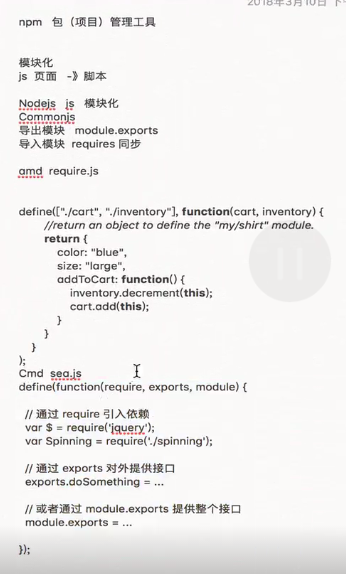 2018年3月10日 下
npm 包（项目）管理工具
模块化
js 页面 -》脚本
Nodejs js 模块化
Commonjs
导出模块 module.exports
导入模块 requires 同步
amd require.js
define(["./cart", "./inventory"], function(cart, inventory) {
//return an object to define the "my/shirt" module.
return {
color: "blue",
size: "large",
addToCart: function() {
inventory.decrement(this);
cart.add(this);
}
}
}
);
Cmd sea.js
define(function(require, exports, module) {
// 通过 require 引入依赖
var $ = require('jquery');
var Spinning = require('./spinning');
// 通过 exports 对外提供接口
exports.doSomething = ...
// 或者通过 module.exports 提供整个接口
module.exports = ...
});